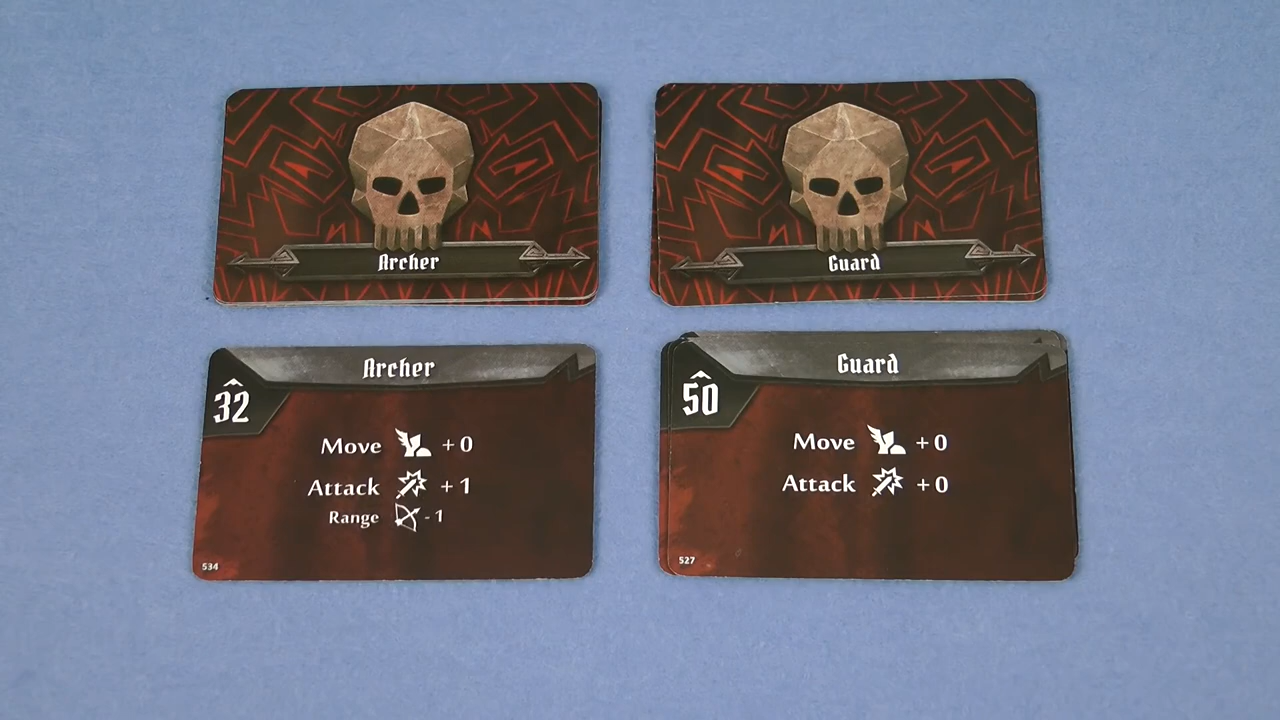 Archer
Guard
Archer
32
Move +0
Attack +1
Range -1
534
Guard
50
Move +0
Attack +0
527